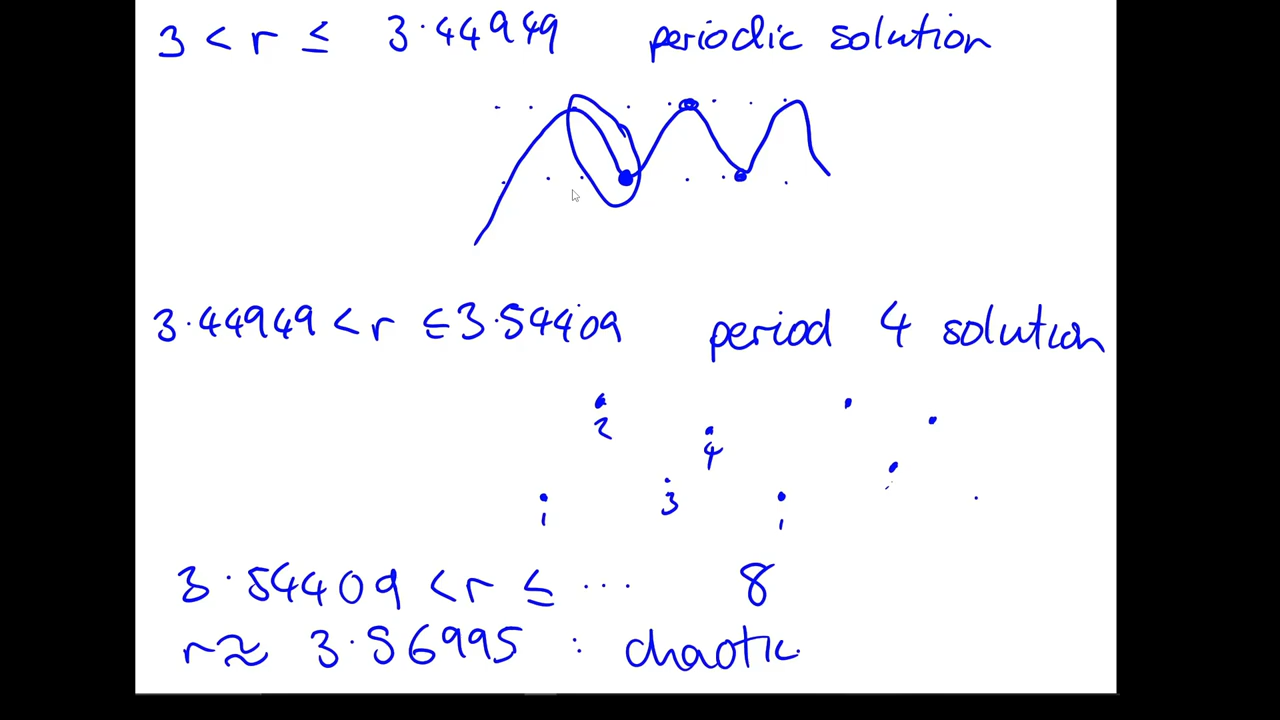 3 < r ≤ 3.44949 periodic solution
3.44949 < r ≤ 3.54409 period 4 solution
2
4
1 3 1
3.54409 < r ≤ ... 8
r ≈ 3.56995 : chaotic